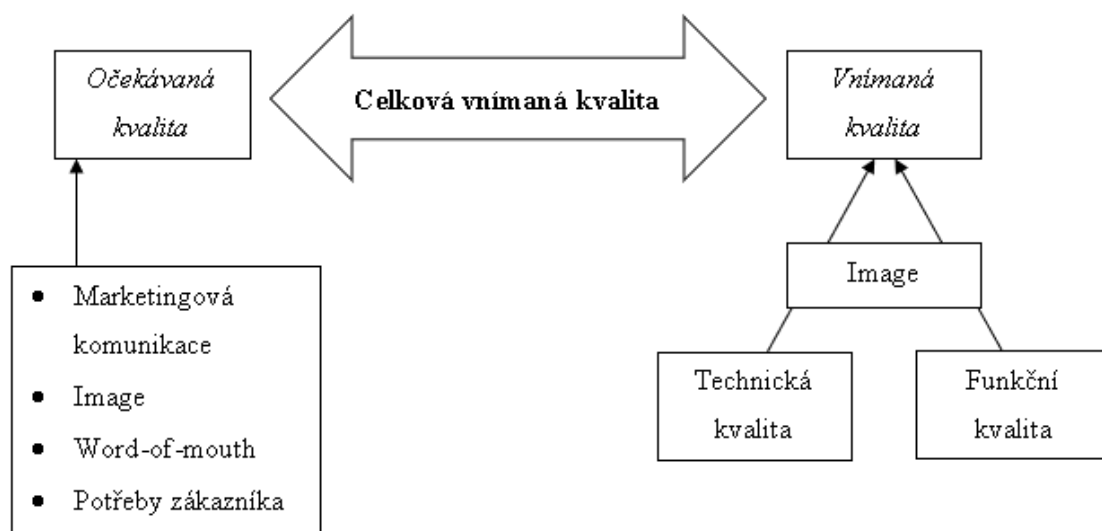 Očekávaná
kvalita
Celková vnímaná kvalita
Vnímaná
kvalita
• Marketingová
komunikace
• Image
• Word-of-mouth
• Potřeby zákazníka
Image
Technická
kvalita
Funkční
kvalita